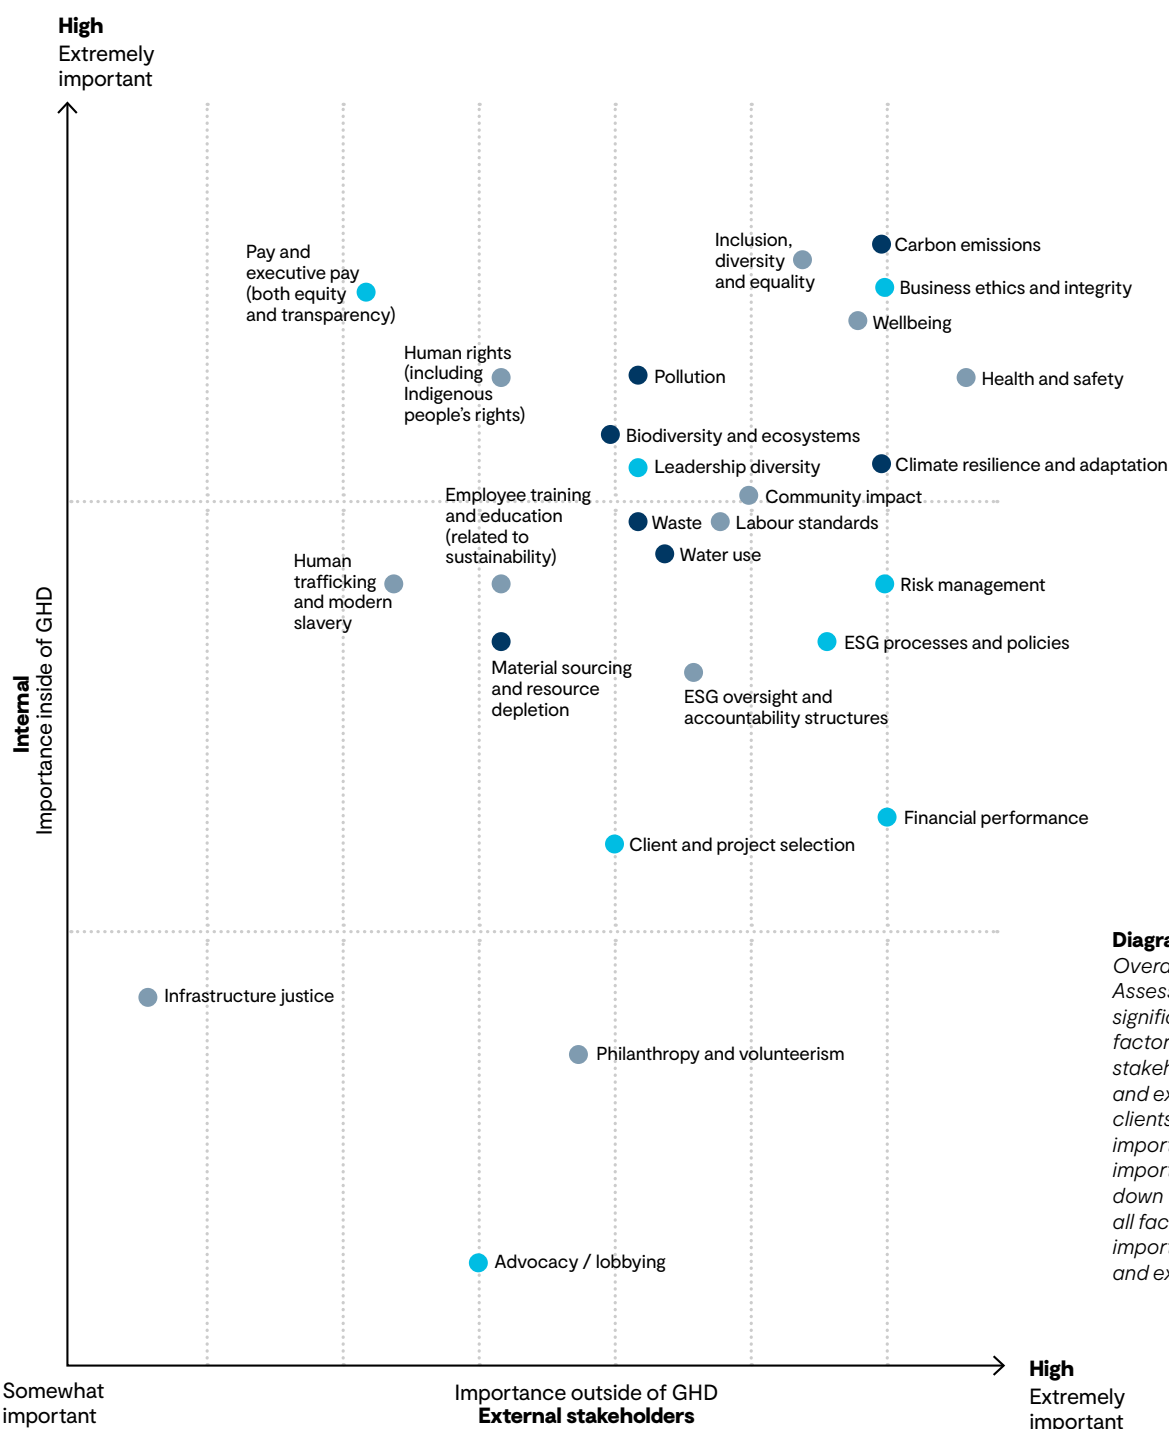 High
Extremely
important
Inclusion,
diversity
and equality
Carbon emissions
Pay and
executive pay
(both equity
and transparency)
Business ethics and integrity
Wellbeing
Human rights
(including
Indigenous
people's rights)
Pollution
Health and safety
Biodiversity and ecosystems
Leadership diversity
Climate resilience and adaptation
Employee training
and education
(related to
sustainability)
Community impact
Waste
Labour standards
Water use
Human
trafficking
and modern
slavery
Risk management
ESG processes and policies
Material sourcing
and resource
depletion
ESG oversight and
accountability structures
Internal
Importance inside of GHD
Financial performance
Client and project selection
Infrastructure justice
Philanthropy and volunteerism
Advocacy / lobbying
down
Somewhat
important
Importance outside of GHD
External stakeholders
High
Extremely
important